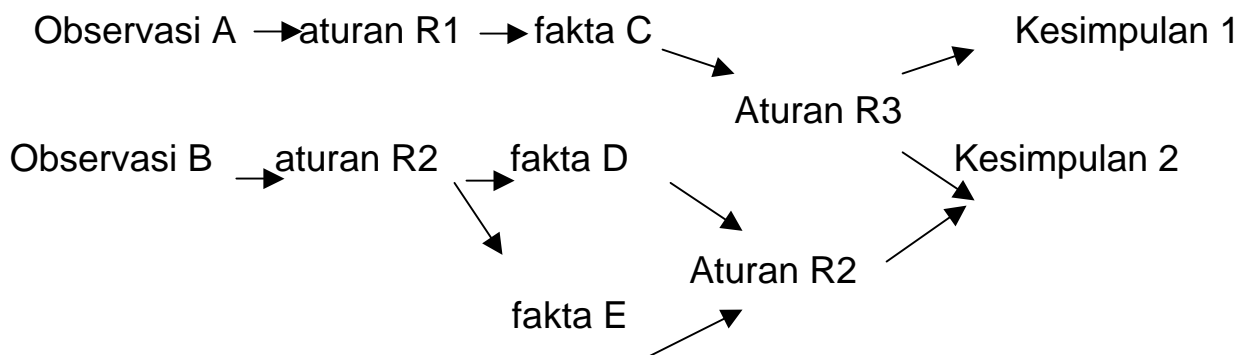 Observasi A aturan R1 fakta C Kesimpulan 1
Aturan R3
Observasi B aturan R2 fakta D Kesimpulan 2
Aturan R2
fakta E